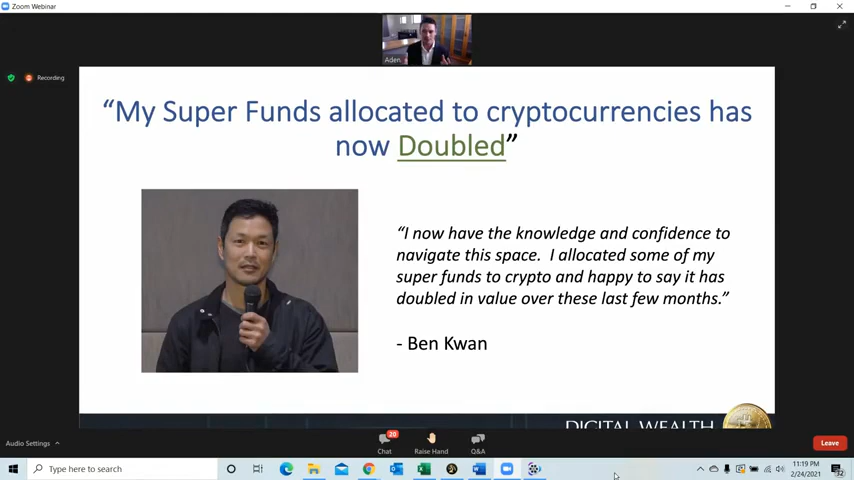 Zoom Webinar
Aden
Recording
“My Super Funds allocated to cryptocurrencies has
now Doubled”
“I now have the knowledge and confidence to
navigate this space. I allocated some of my
super funds to crypto and happy to say it has
doubled in value over these last few months.”
- Ben Kwan
DIGITAL WEALTH
Audio Settings
20
Chat
Raise Hand
Q&A
Leave
Type here to search
11:19 PM
2/24/2021
32